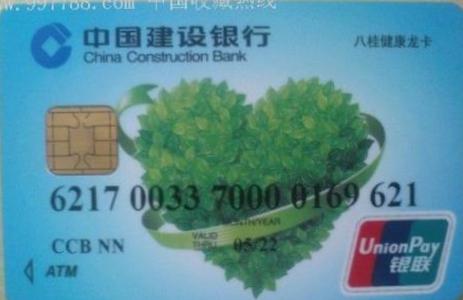 www.997788.com 中国收藏热线
中国建设银行
China Construction Bank
八桂健康龙卡
6217 0033 7000 0169 621
MONTH/YEAR
VALID THRU 05/22
CCB NN
ATM
UnionPay
银联